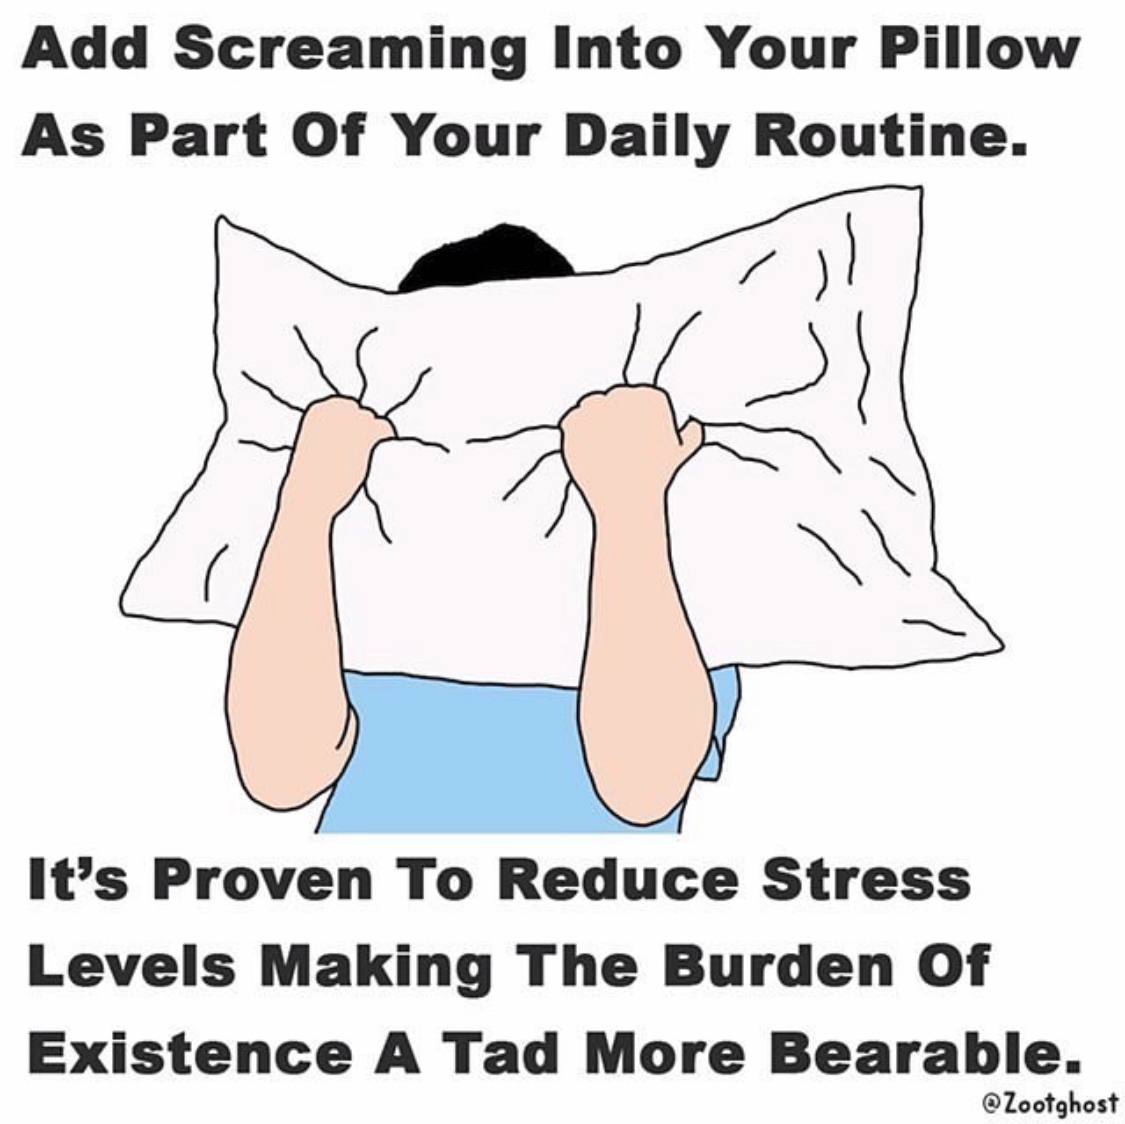 Add Screaming Into Your Pillow
As Part Of Your Daily Routine.
It’s Proven To Reduce Stress
Levels Making The Burden Of
Existence A Tad More Bearable.
@Zootghost